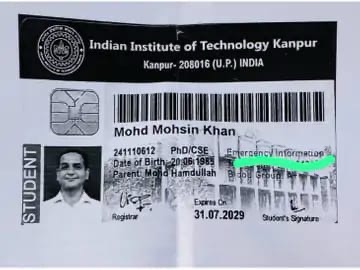 Indian Institute of Technology Kanpur
Kanpur- 208016 (U.P.) INDIA
STUDENT
Mohd Mohsin Khan
241110612 PhD/CSE
Emergency Information
Date of Birth: 20.06.1985
Parent: Mohd Hamdullah
Blood Group
Registrar
Expires On
31.07.2029
Student's Signature